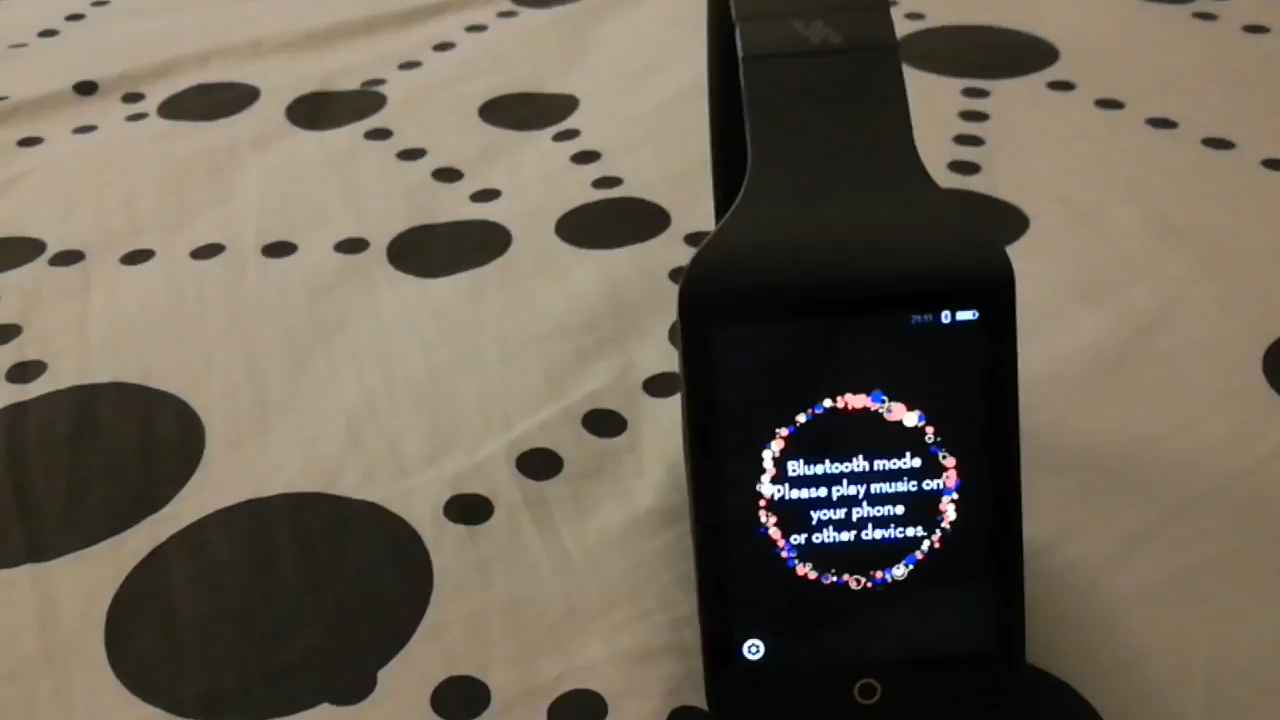 Bluetooth mode
Please play music on
your phone
or other devices.